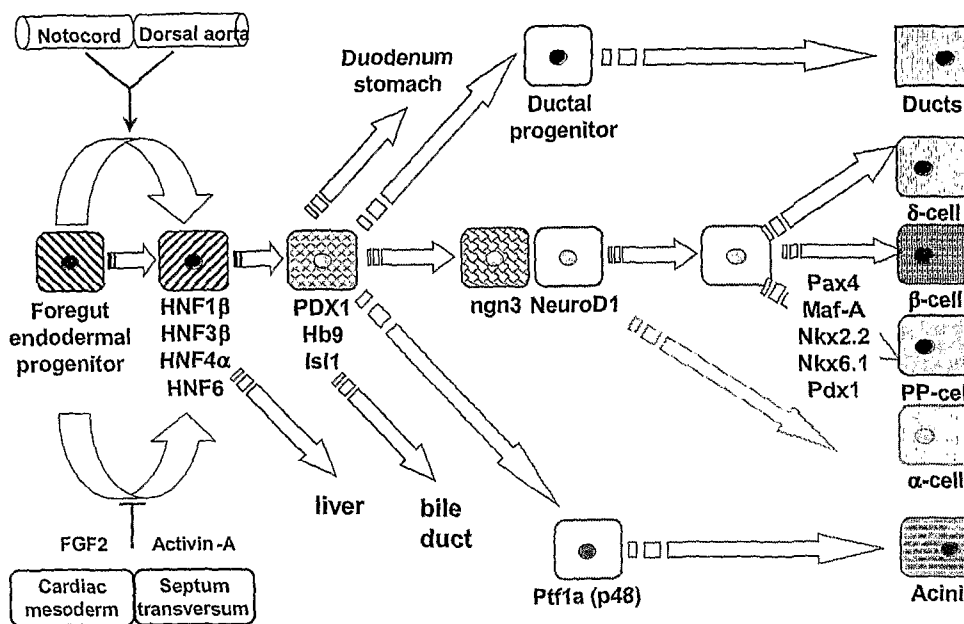 Notocord
Dorsal aorta
Duodenum
stomach
Ductal
progenitor
Ducts
δ-cell
Foregut
endodermal
progenitor
HNF1β
HNF3β
HNF4α
HNF6
PDX1
Hb9
Isl1
ngn3
NeuroD1
Pax4
Maf-A
Nkx2.2
Nkx6.1
Pdx1
β-cell
PP-cell
α-cell
liver
bile
duct
FGF2
Activin-A
Cardiac
mesoderm
Septum
transversum
Ptf1a (p48)
Acini